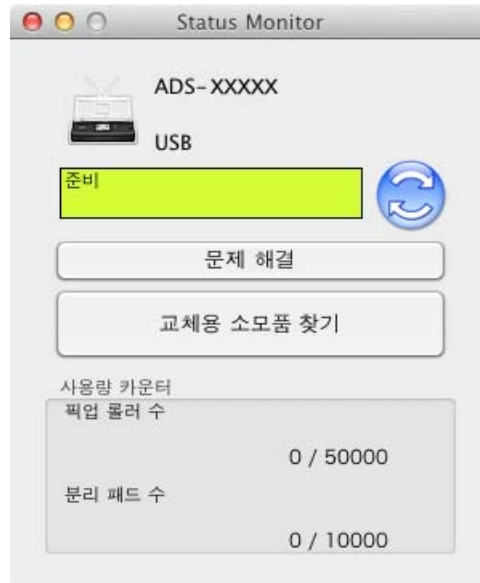 Status Monitor
ADS-XXXXX
USB
준비
문제 해결
교체용 소모품 찾기
사용량 카운터
픽업 롤러 수
0 / 50000
분리 패드 수
0 / 10000